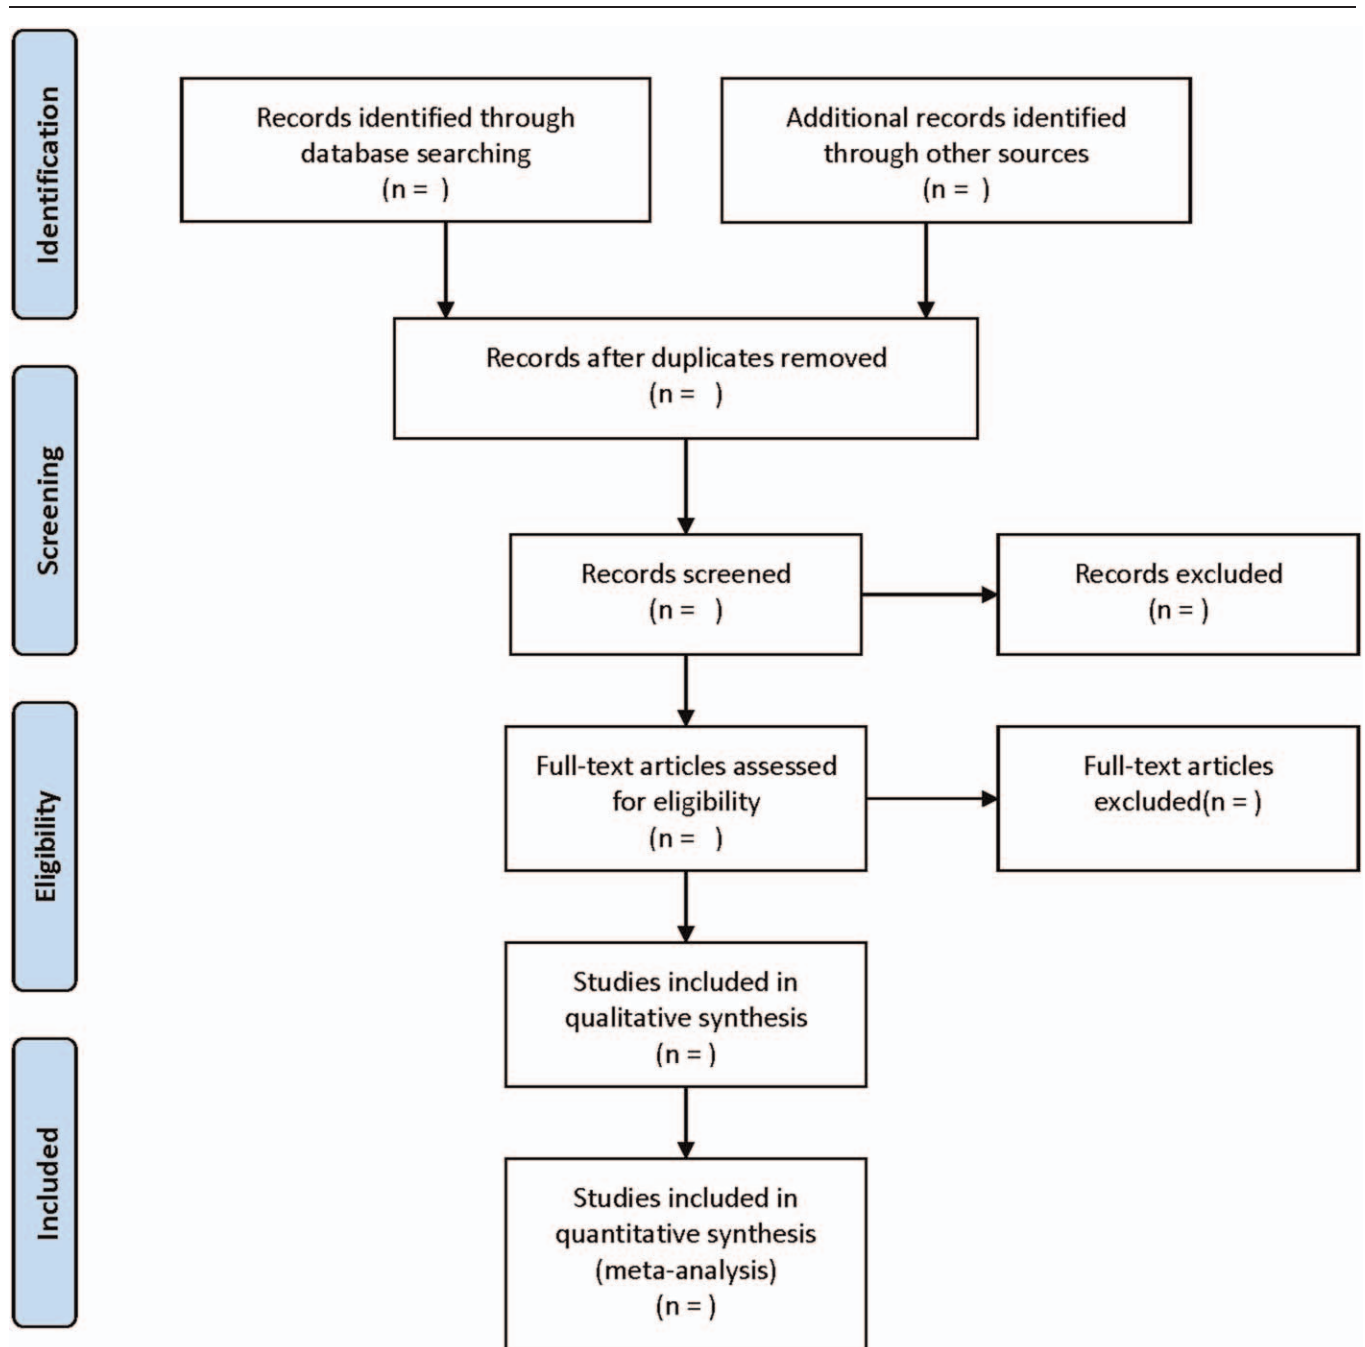 Identification
Records identified through
database searching
(n =  )
Additional records identified
through other sources
(n =  )
Records after duplicates removed
(n =   )
Screening
Records screened
(n =   )
Records excluded
(n = )
Eligibility
Full-text articles assessed
for eligibility
(n =   )
Full-text articles
excluded(n = )
Studies included in
qualitative synthesis
(n = )
Included
Studies included in
quantitative synthesis
(meta-analysis)
(n = )